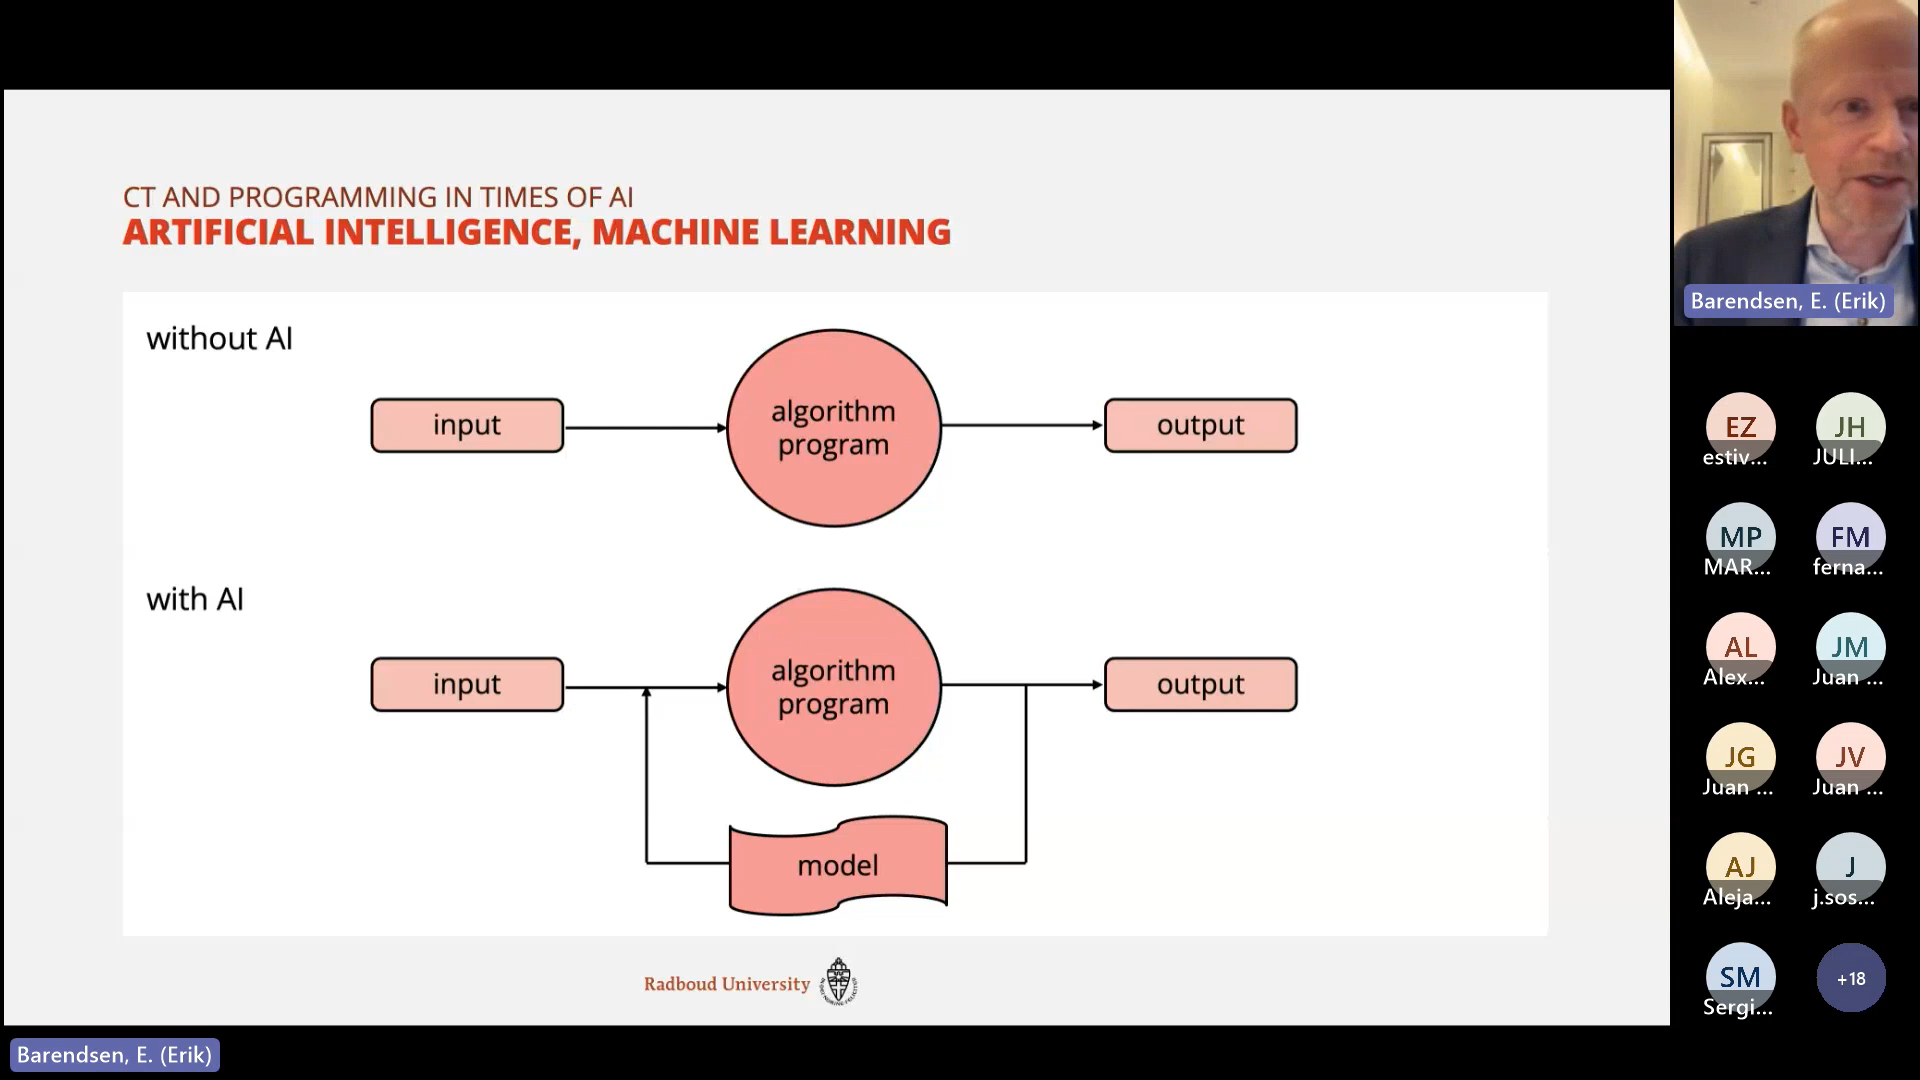 CT AND PROGRAMMING IN TIMES OF AI
ARTIFICIAL INTELLIGENCE, MACHINE LEARNING
without AI
input
algorithm
program
output
with AI
input
algorithm
program
output
model
Radboud University
Barendsen, E. (Erik)
Barendsen, E. (Erik)
EZ
estiv...
JH
JULI...
MP
MAR...
FM
ferna...
AL
Alex...
JM
Juan ...
JG
Juan ...
JV
Juan ...
AJ
Aleja...
J
j.sos...
SM
Sergi...
+18